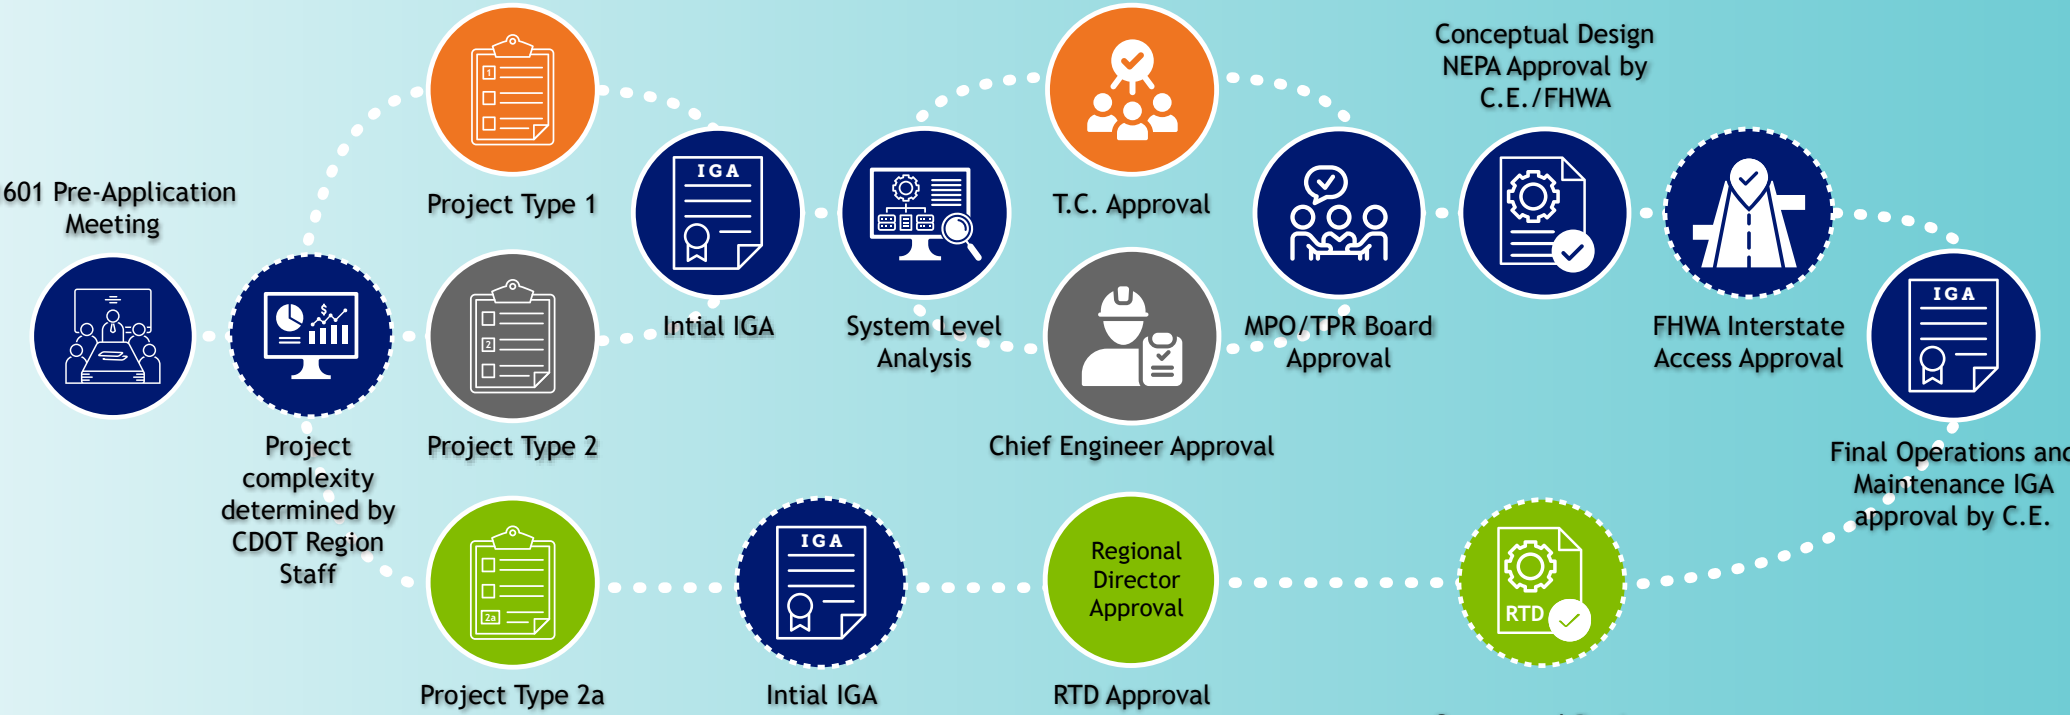 601 Pre-Application
Meeting
Project
complexity
determined by
CDOT Region
Staff
1
Project Type 1
2
Project Type 2
2a
Project Type 2a
IGA
Intial IGA
IGA
Intial IGA
System Level
Analysis
T.C. Approval
Chief Engineer Approval
Regional
Director
Approval
RTD Approval
MPO/TPR Board
Approval
Conceptual Design
NEPA Approval by
C.E./FHWA
FHWA Interstate
Access Approval
RTD
IGA
Final Operations and
Maintenance IGA
approval by C.E.